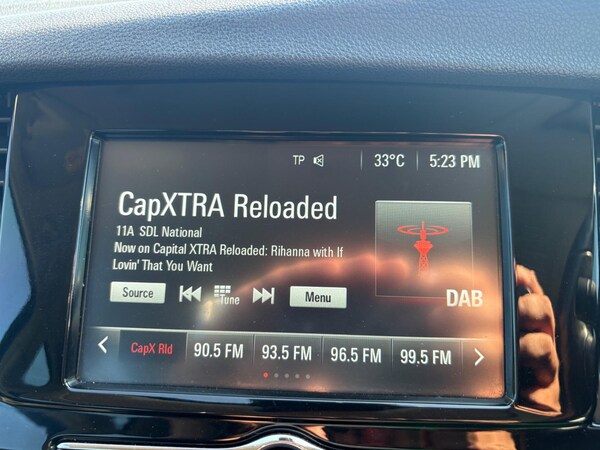 TP 33°C 5:23 PM
CapXTRA Reloaded
11A SDL National
Now on Capital XTRA Reloaded: Rihanna with If
Lovin' That You Want
DAB
Source Tune Menu
CapX Rld 90.5 FM 93.5 FM 96.5 FM 99.5 FM